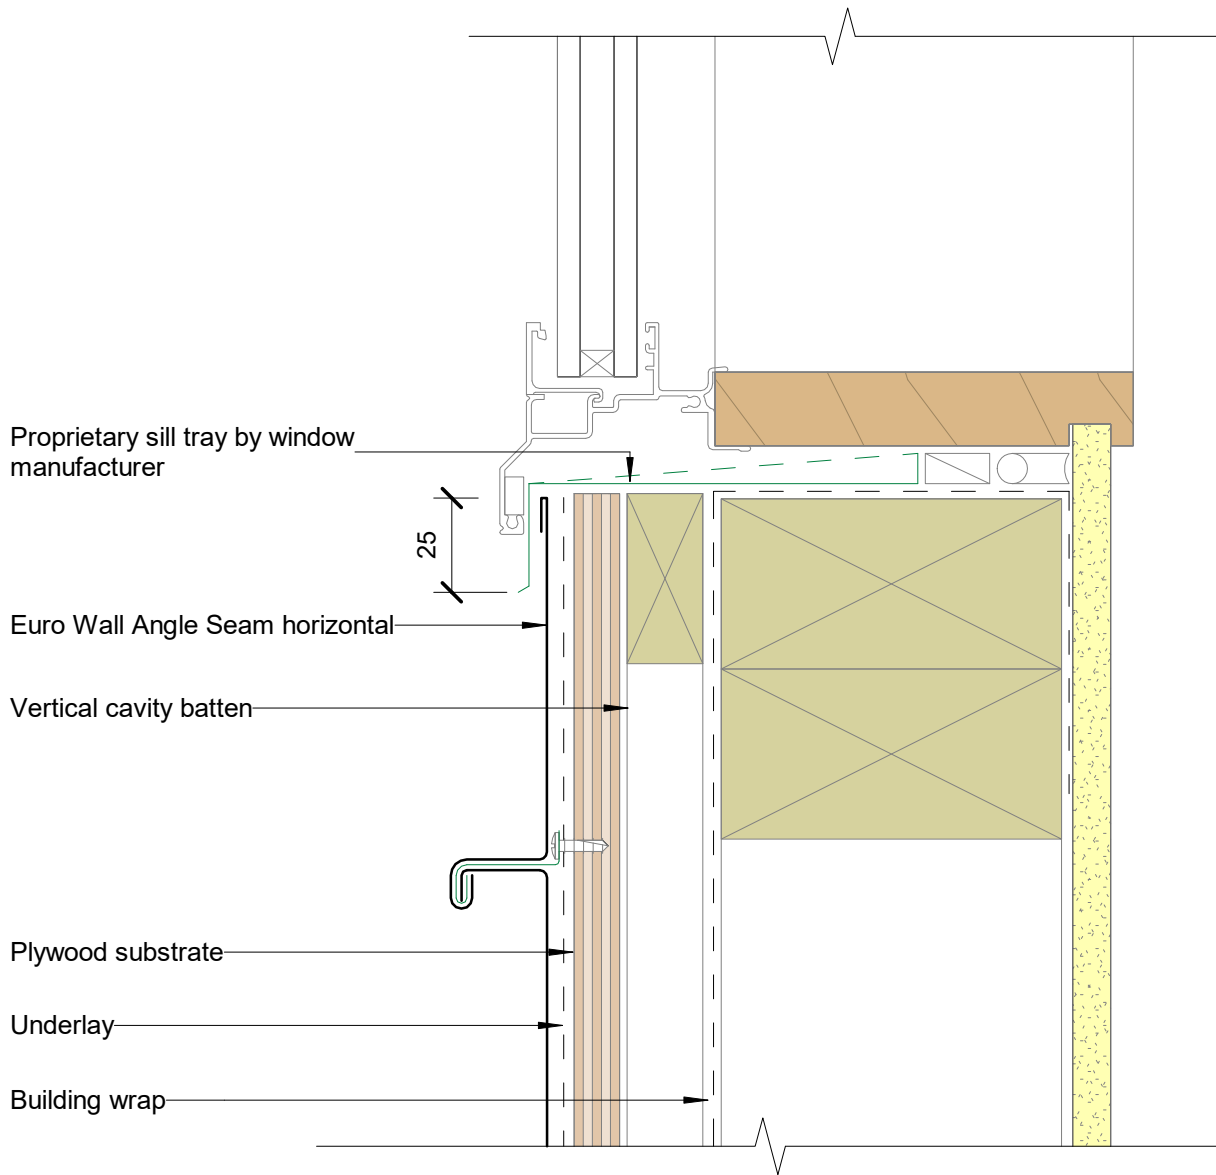 Proprietary sill tray by window
manufacturer
25
Euro Wall Angle Seam horizontal
Vertical cavity batten
Plywood substrate
Underlay
Building wrap